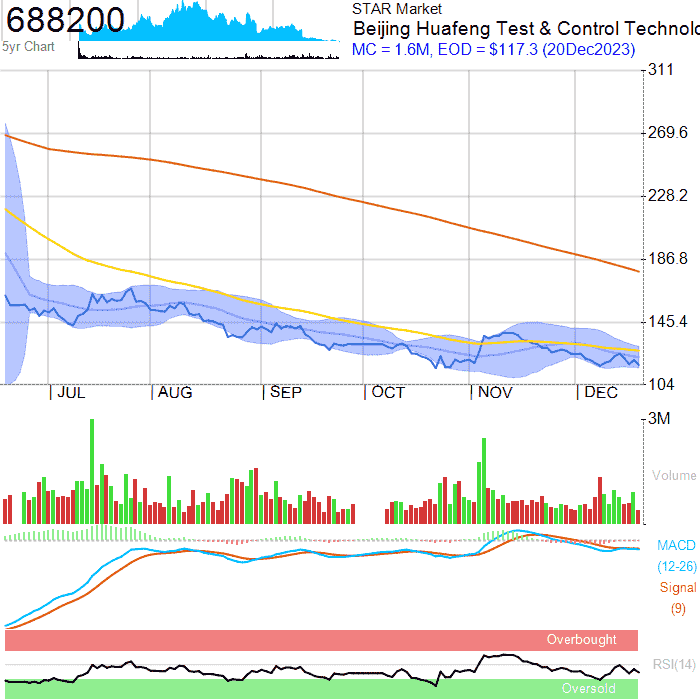 688200
5yr Chart
STAR Market
Beijing Huafeng Test & Control Technolo
MC = 1.6M, EOD = $117.3 (20Dec2023)
311
269.6
228.2
186.8
145.4
104
JUL AUG SEP OCT NOV DEC
3M
Volume
MACD
(12-26)
Signal
(9)
Overbought
RSI(14)
Oversold